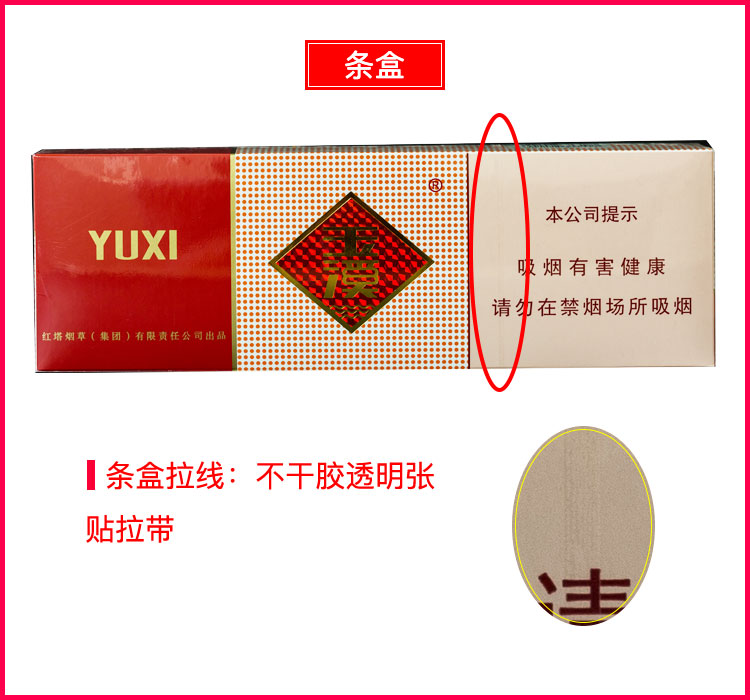 条盒
®
YUXI
玉溪
本公司提示
吸烟有害健康
请勿在禁烟场所吸烟
红塔烟草(集团)有限责任公司出品
条盒拉线:不干胶透明张
贴拉带
请